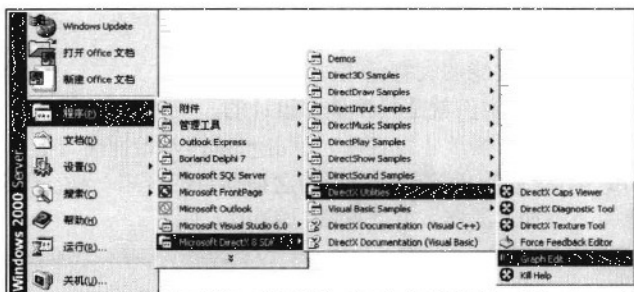 Windows 2000 Server
Windows Update
打开 Office 文档
新建 Office 文档
程序(P)
文档(D)
设置(S)
搜索(C)
帮助(H)
运行(R)...
关机(U)...
附件
管理工具
Outlook Express
Borland Delphi 7
Microsoft SQL Server
Microsoft FrontPage
Microsoft Outlook
Microsoft Visual Studio 6.0
Microsoft DirectX 8 SDK
Demos
Direct3D Samples
DirectDraw Samples
DirectInput Samples
DirectMusic Samples
DirectPlay Samples
DirectShow Samples
DirectSound Samples
DirectX Utilities
Visual Basic Samples
DirectX Documentation (Visual C++)
DirectX Documentation (Visual Basic)
DirectX Caps Viewer
DirectX Diagnostic Tool
DirectX Texture Tool
Force Feedback Editor
Graph Edit
Kill Help